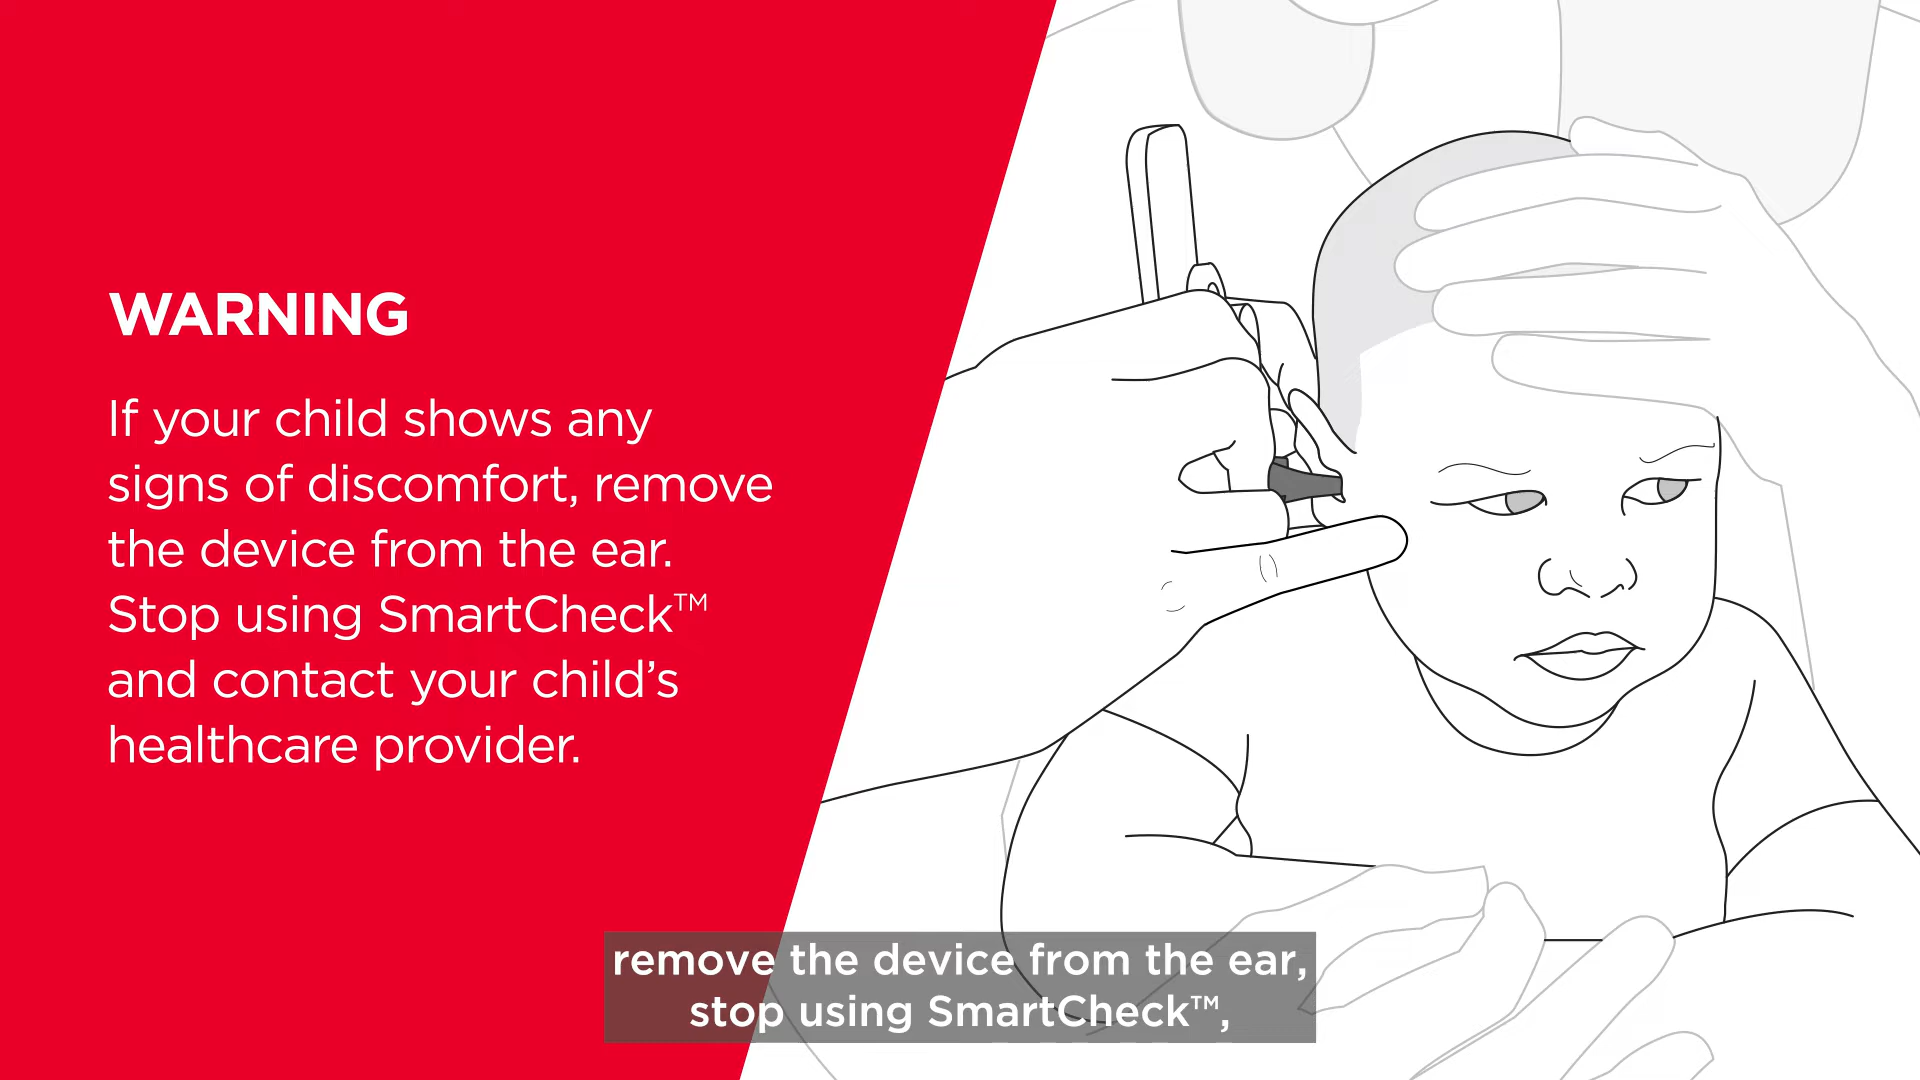 WARNING
If your child shows any
signs of discomfort, remove
the device from the ear.
Stop using SmartCheck™
and contact your child’s
healthcare provider.
remove the device from the ear,
stop using SmartCheck™,